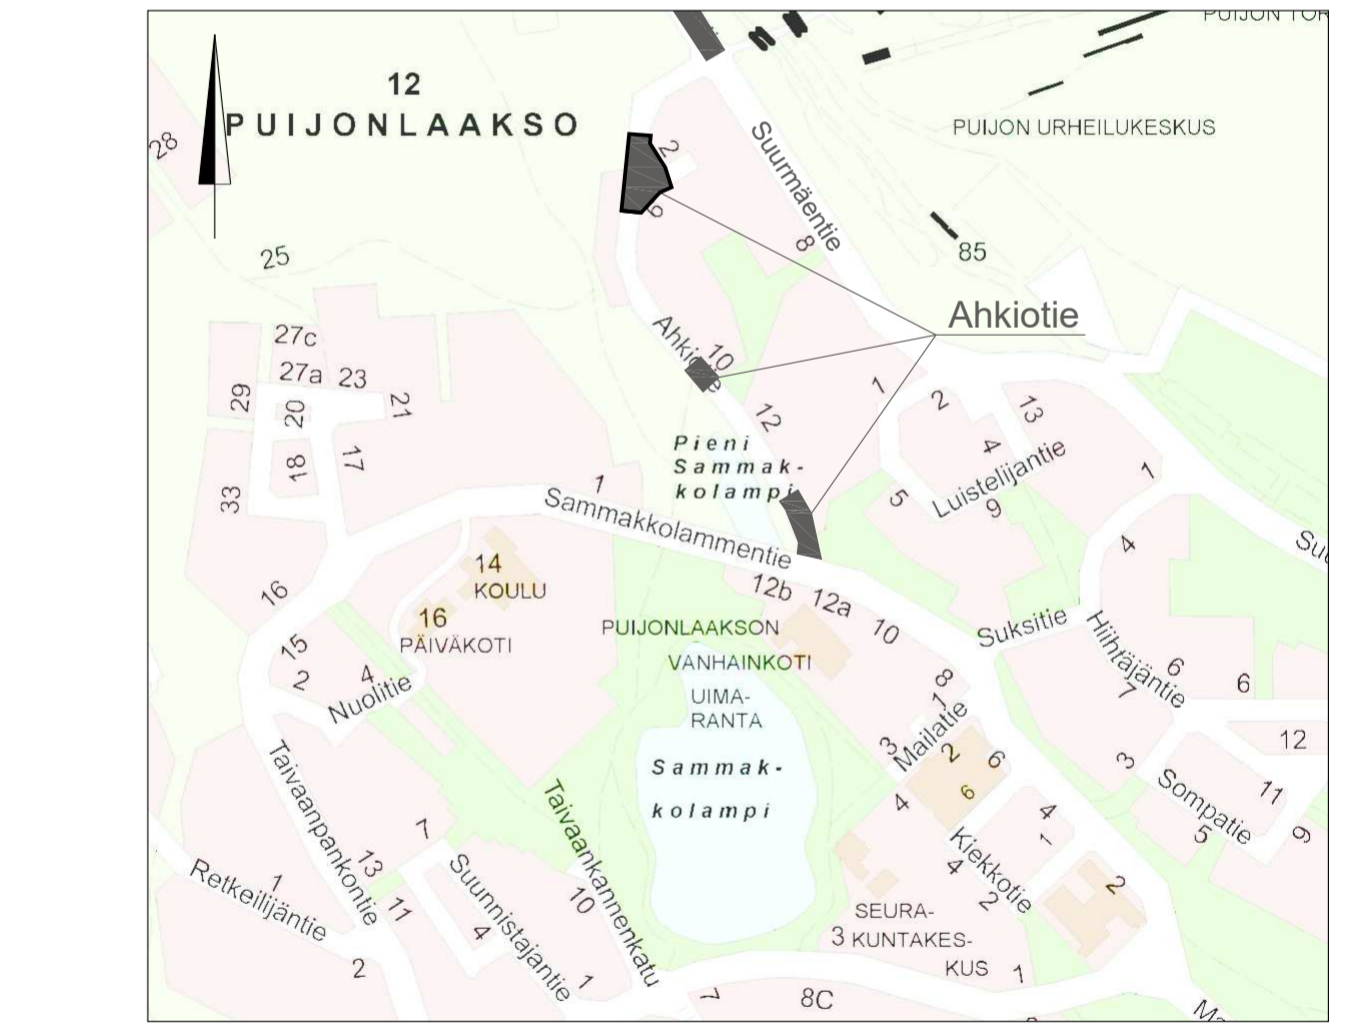 PUIJON TOR
12
PUIJONLAAKSO
PUIJON URHEILUKESKUS
28
2
6
Suurmäentie
8
85
25
Ahkiotie
Ahkiotie
10
27c
27a
23
29
20
21
18
17
33
12
1
2
13
4
1
Pieni
Sammak-
kolampi
Luistelijantie
5
9
1
Sammakkolammentie
4
Suu
14
KOULU
16
12b
12a
10
16
PÄIVÄKOTI
PUIJONLAAKSON
VANHAINKOTI
Suksitie
Hiihtäjäntie
15
2
4
Nuolitie
6
7
6
UIMA-
RANTA
8
1
Mailatie
3
2
6
12
Sammak-
kolampi
4
6
3
Sompatie
11
5
9
Taivaanpankontie
Taivaankannenkatu
7
13
11
4
1
Kiekkotie
4
2
2
Retkeilijäntie
1
2
Suunnistajantie
4
1
10
SEURA-
3 KUNTAKES-
KUS
1
7
8C
Ma